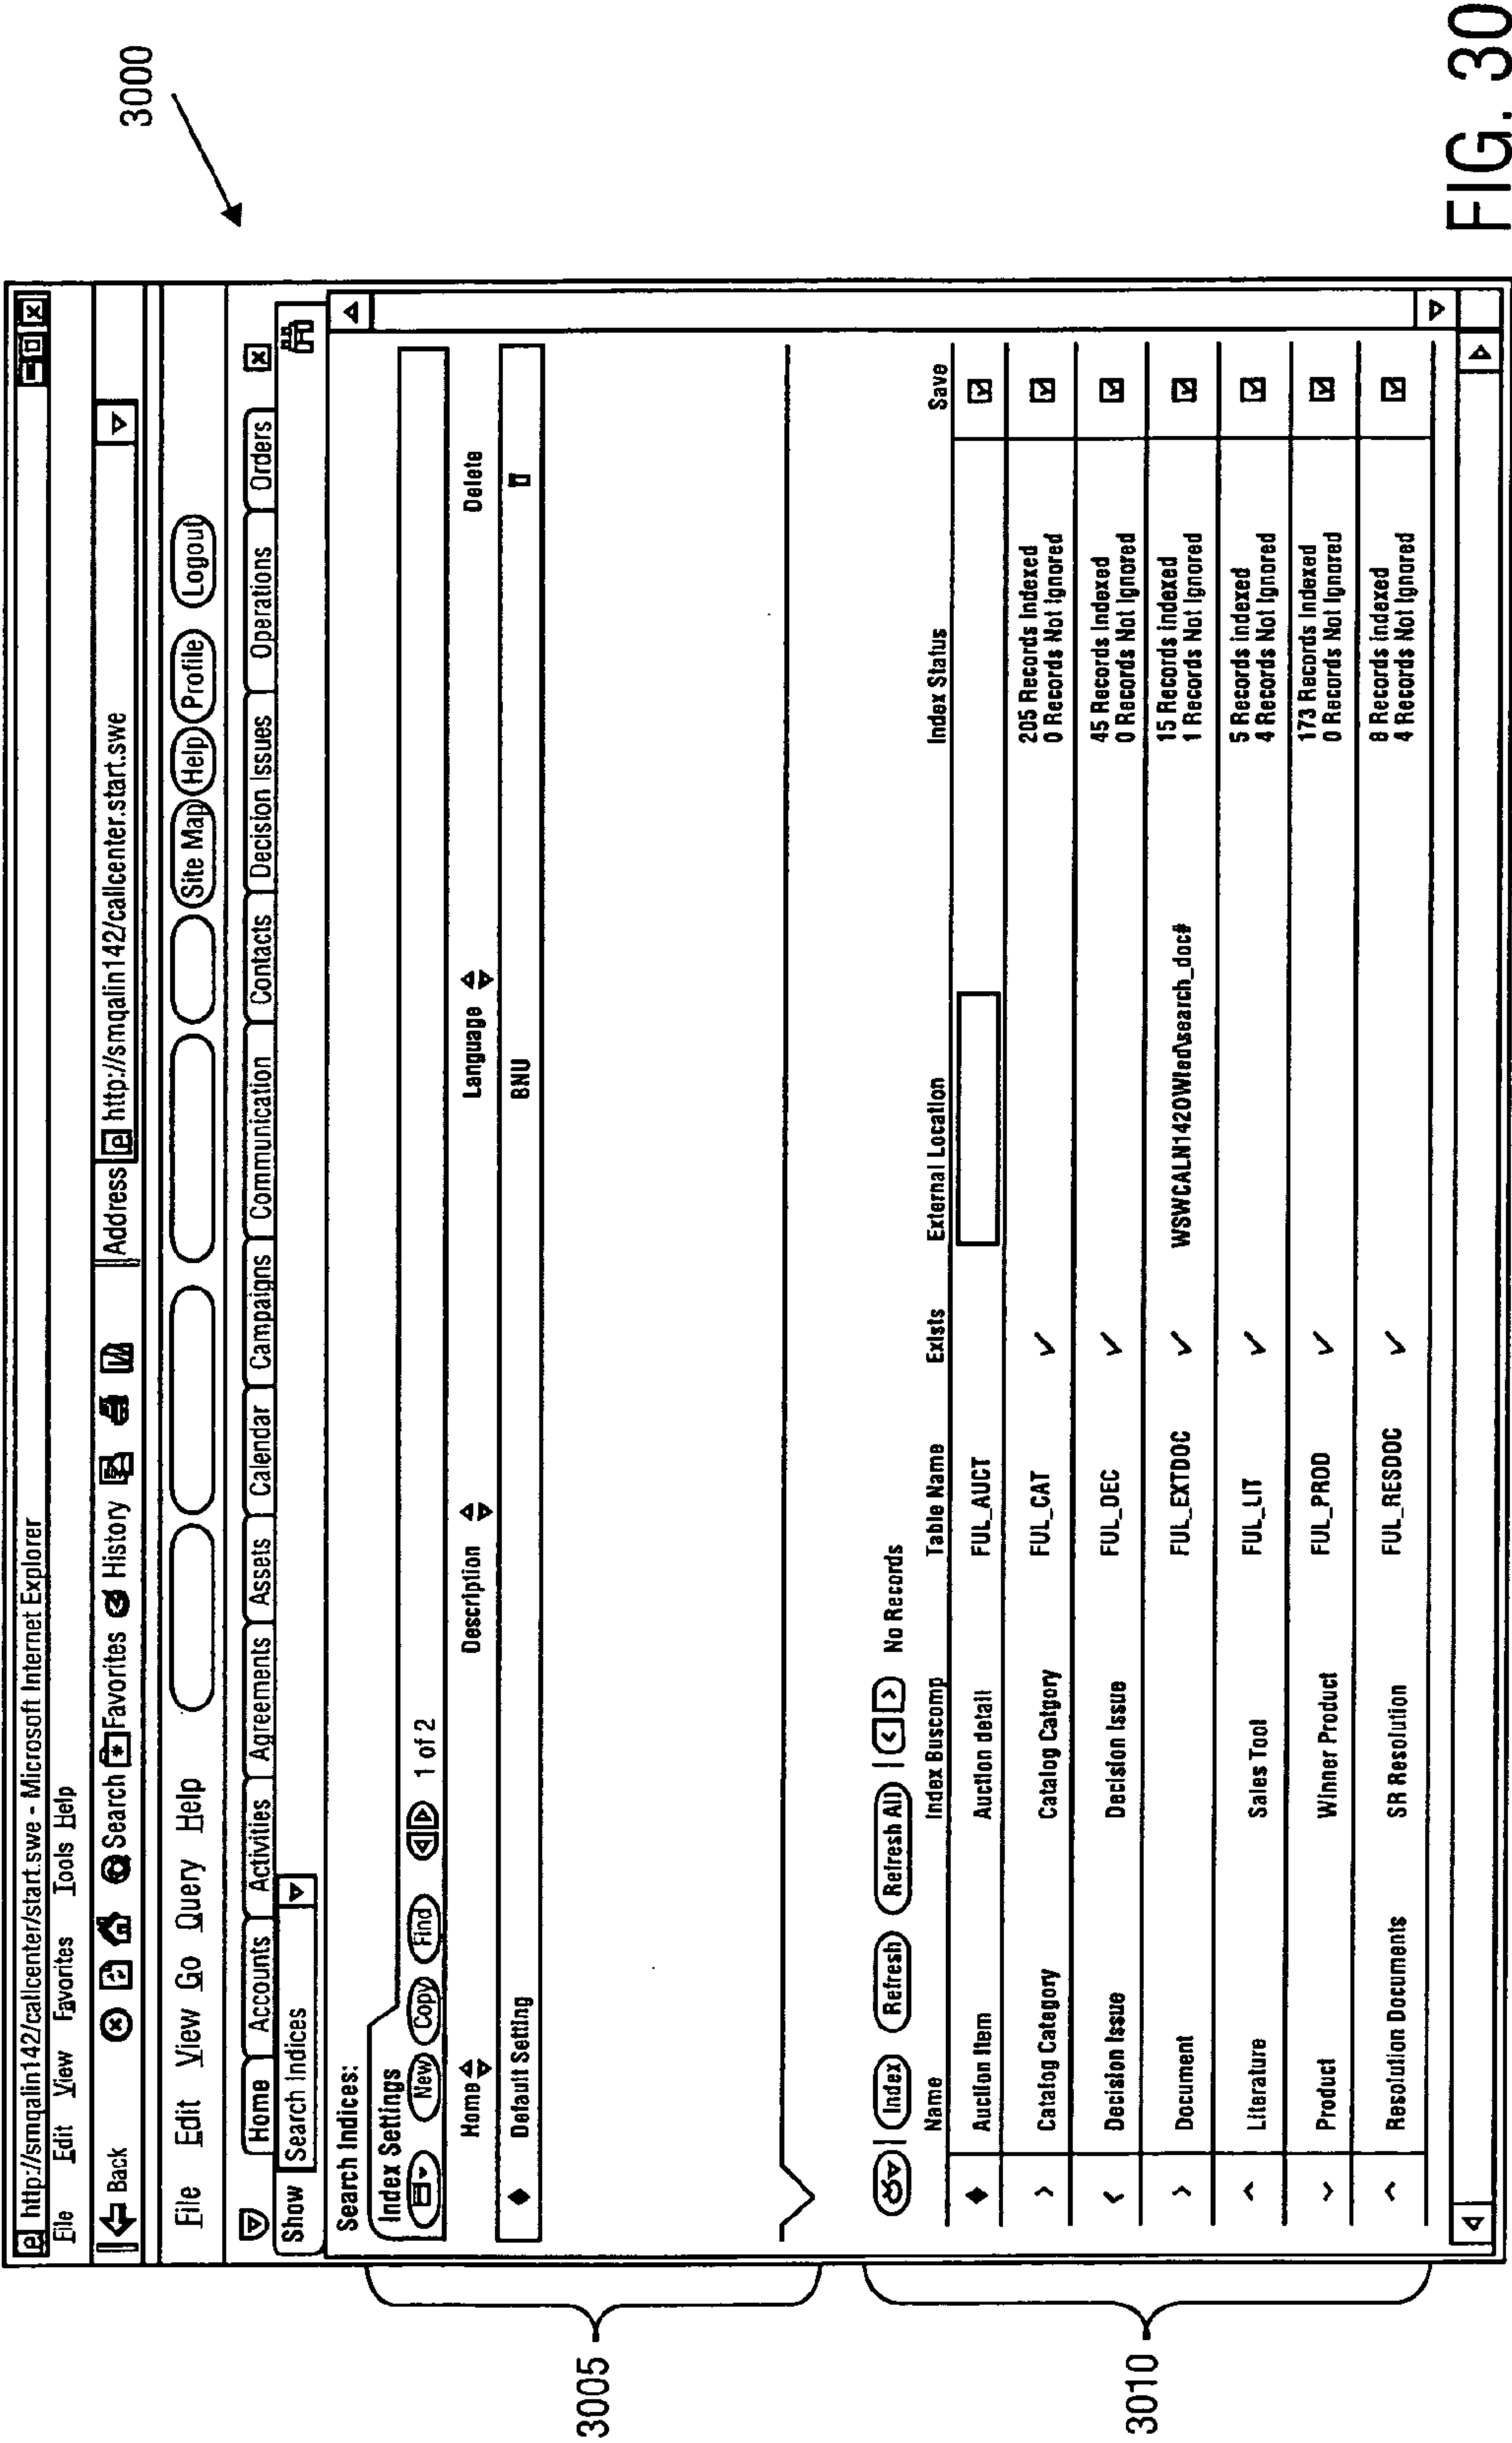 3000
http://smqalin142/callcenter/start.swe - Microsoft Internet Explorer
File Edit View Favorites Tools Help
Back Search Favorites History Address http://smqalin142/callcenter.start.swe
File Edit View Go Query Help Site Map Help Profile Logout
Home Accounts Activities Agreements Assets Calendar Campaigns Communication Contacts Decision Issues Operations Orders
Show Search Indices
Search Indices:
Index Settings
New Copy Find 1 of 2
Home Description Language Delete
Default Setting BNU
3005
Index Refresh Refresh All No Records
Name Index Buscomp Table Name Exists External Location Index Status Save
Auction Item Auction detail FUL_AUCT
Catalog Category Catalog Catgory FUL_CAT 205 Records Indexed
0 Records Not Ignored
Decision Issue Decision Issue FUL_DEC 45 Records Indexed
0 Records Not Ignored
Document FUL_EXTDOC WSWCALN142DWled\search_doc# 15 Records Indexed
1 Records Not Ignored
Literature Sales Tool FUL_LIT 5 Records Indexed
4 Records Not Ignored
Product Winner Product FUL_PROD 173 Records Indexed
0 Records Not Ignored
Resolution Documents SR Resolution FUL_RESDOC 8 Records Indexed
4 Records Not Ignored
3010
FIG. 30